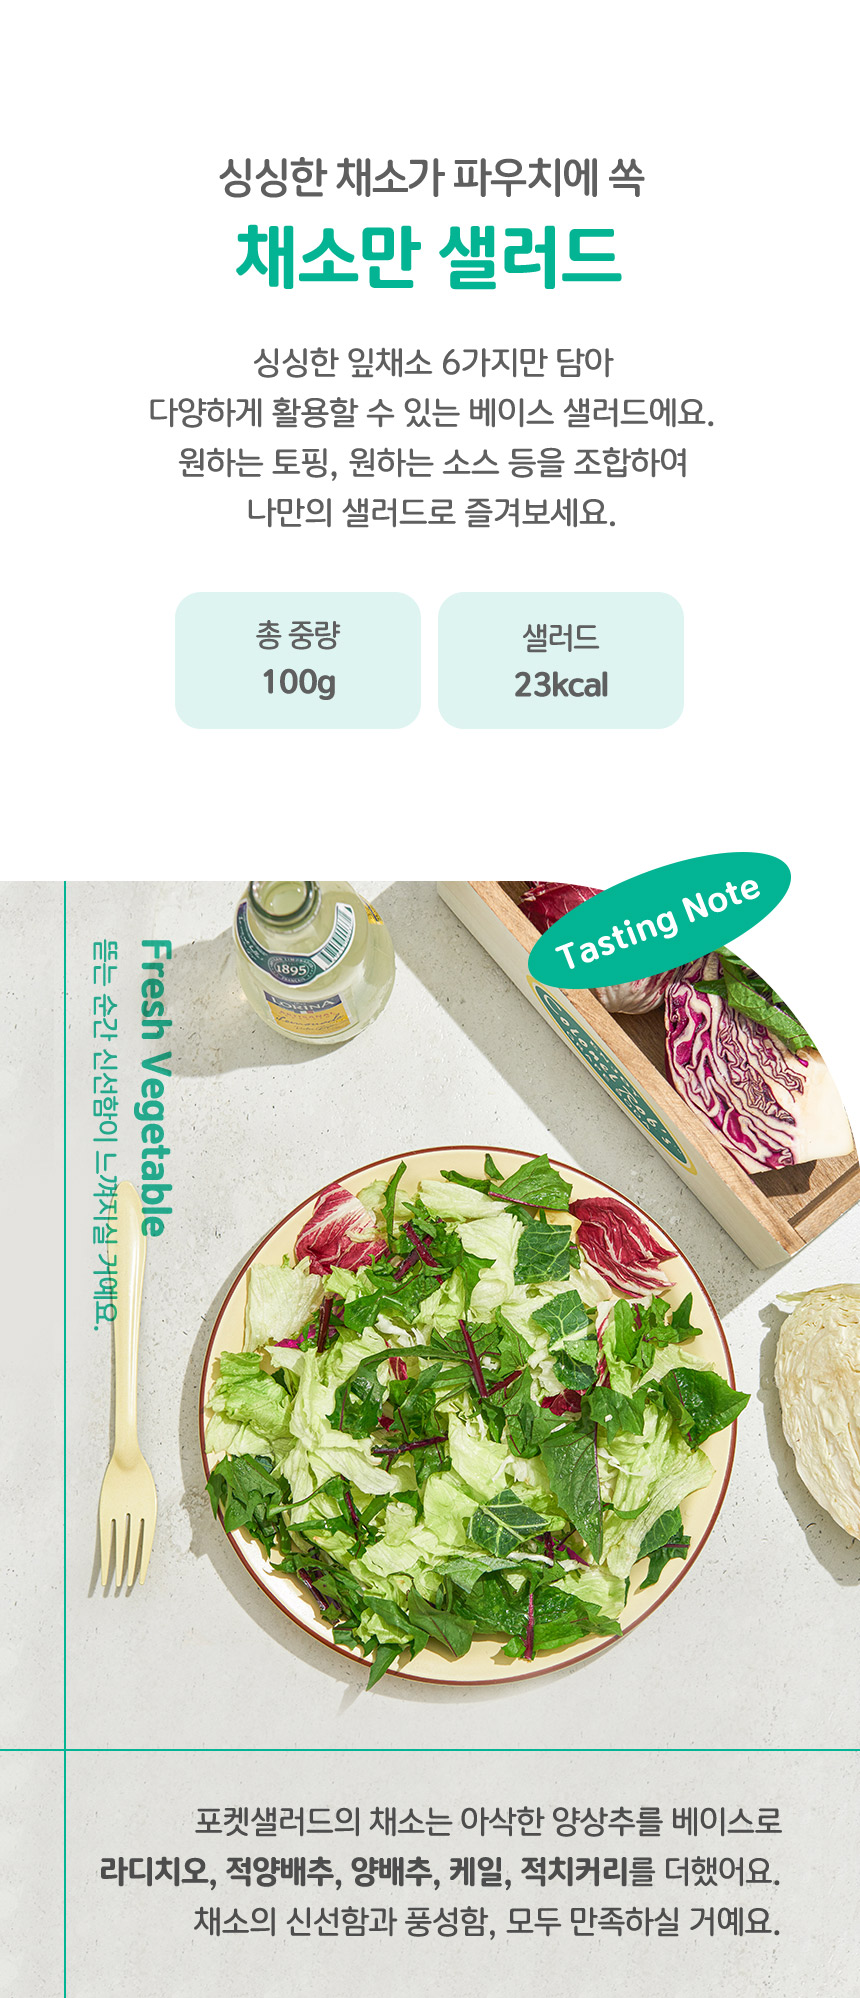 싱싱한 채소가 파우치에 쏙
채소만 샐러드
싱싱한 잎채소 6가지만 담아
다양하게 활용할 수 있는 베이스 샐러드에요.
원하는 토핑, 원하는 소스 등을 조합하여
나만의 샐러드로 즐겨보세요.
총 중량
100g
샐러드
23kcal
Tasting Note
Fresh Vegetable
뜯는 순간 신선함이 느껴지실 거예요.
1895
LORINA
포켓샐러드의 채소는 아삭한 양상추를 베이스로
라디치오, 적양배추, 양배추, 케일, 적치커리를 더했어요.
채소의 신선함과 풍성함, 모두 만족하실 거예요.